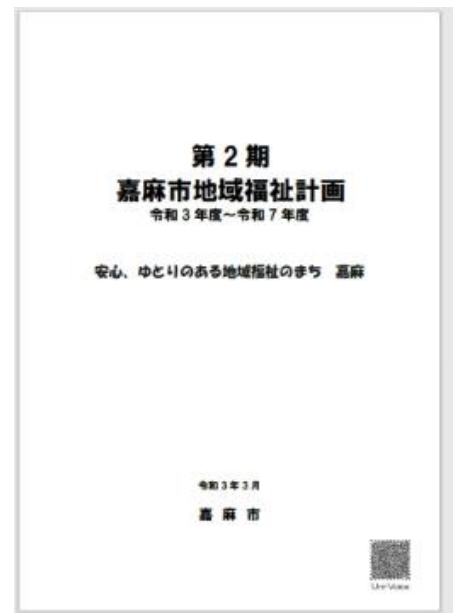 第２期
嘉麻市地域福祉計画
令和３年度～令和７年度
安心、ゆとりのある地域福祉のまち　嘉麻
令和３年３月
嘉 麻 市
Uni-Voice